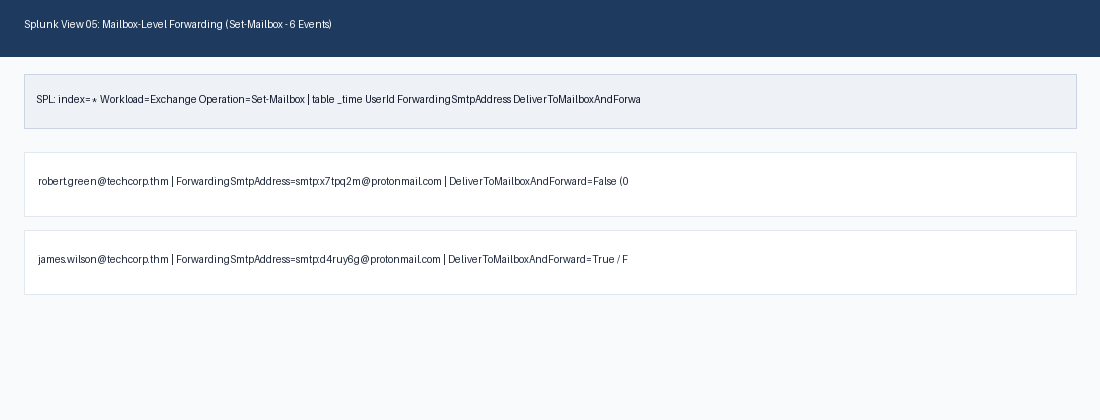 Splunk View 05: Mailbox-Level Forwarding (Set-Mailbox - 6 Events)
SPL: index=* Workload=Exchange Operation=Set-Mailbox | table _time UserId ForwardingSmtpAddress DeliverToMailboxAndForwa
robert.green@techcorp.thm | ForwardingSmtpAddress=smtp:x7tpq2m@protonmail.com | DeliverToMailboxAndForward=False (0
james.wilson@techcorp.thm | ForwardingSmtpAddress=smtp:d4ruy6g@protonmail.com | DeliverToMailboxAndForward=True / F